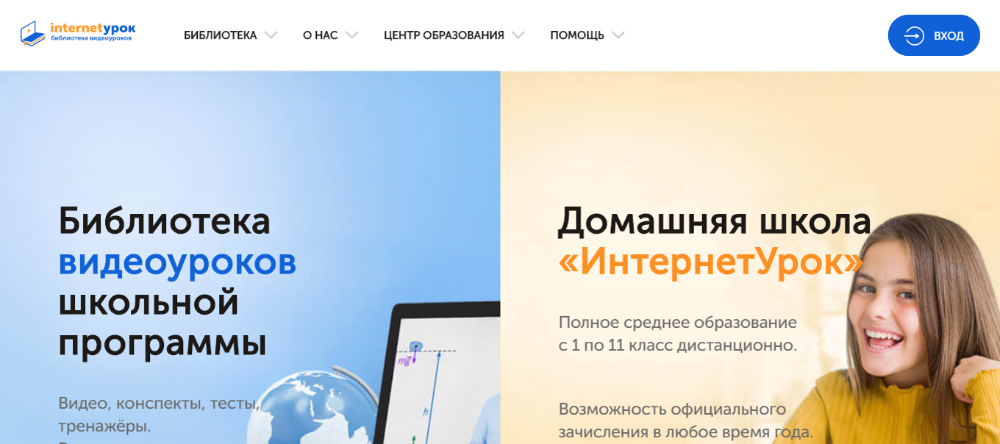 internetурок
библиотека видеоуроков
БИБЛИОТЕКА
О НАС
ЦЕНТР ОБРАЗОВАНИЯ
ПОМОЩЬ
ВХОД
Библиотека
видеоуроков
школьной
программы
Видео, конспекты, тесты,
тренажёры.
mg
h
Домашняя школа
«ИнтернетУрок»
Полное среднее образование
с 1 по 11 класс дистанционно.
Возможность официального
зачисления в любое время года.